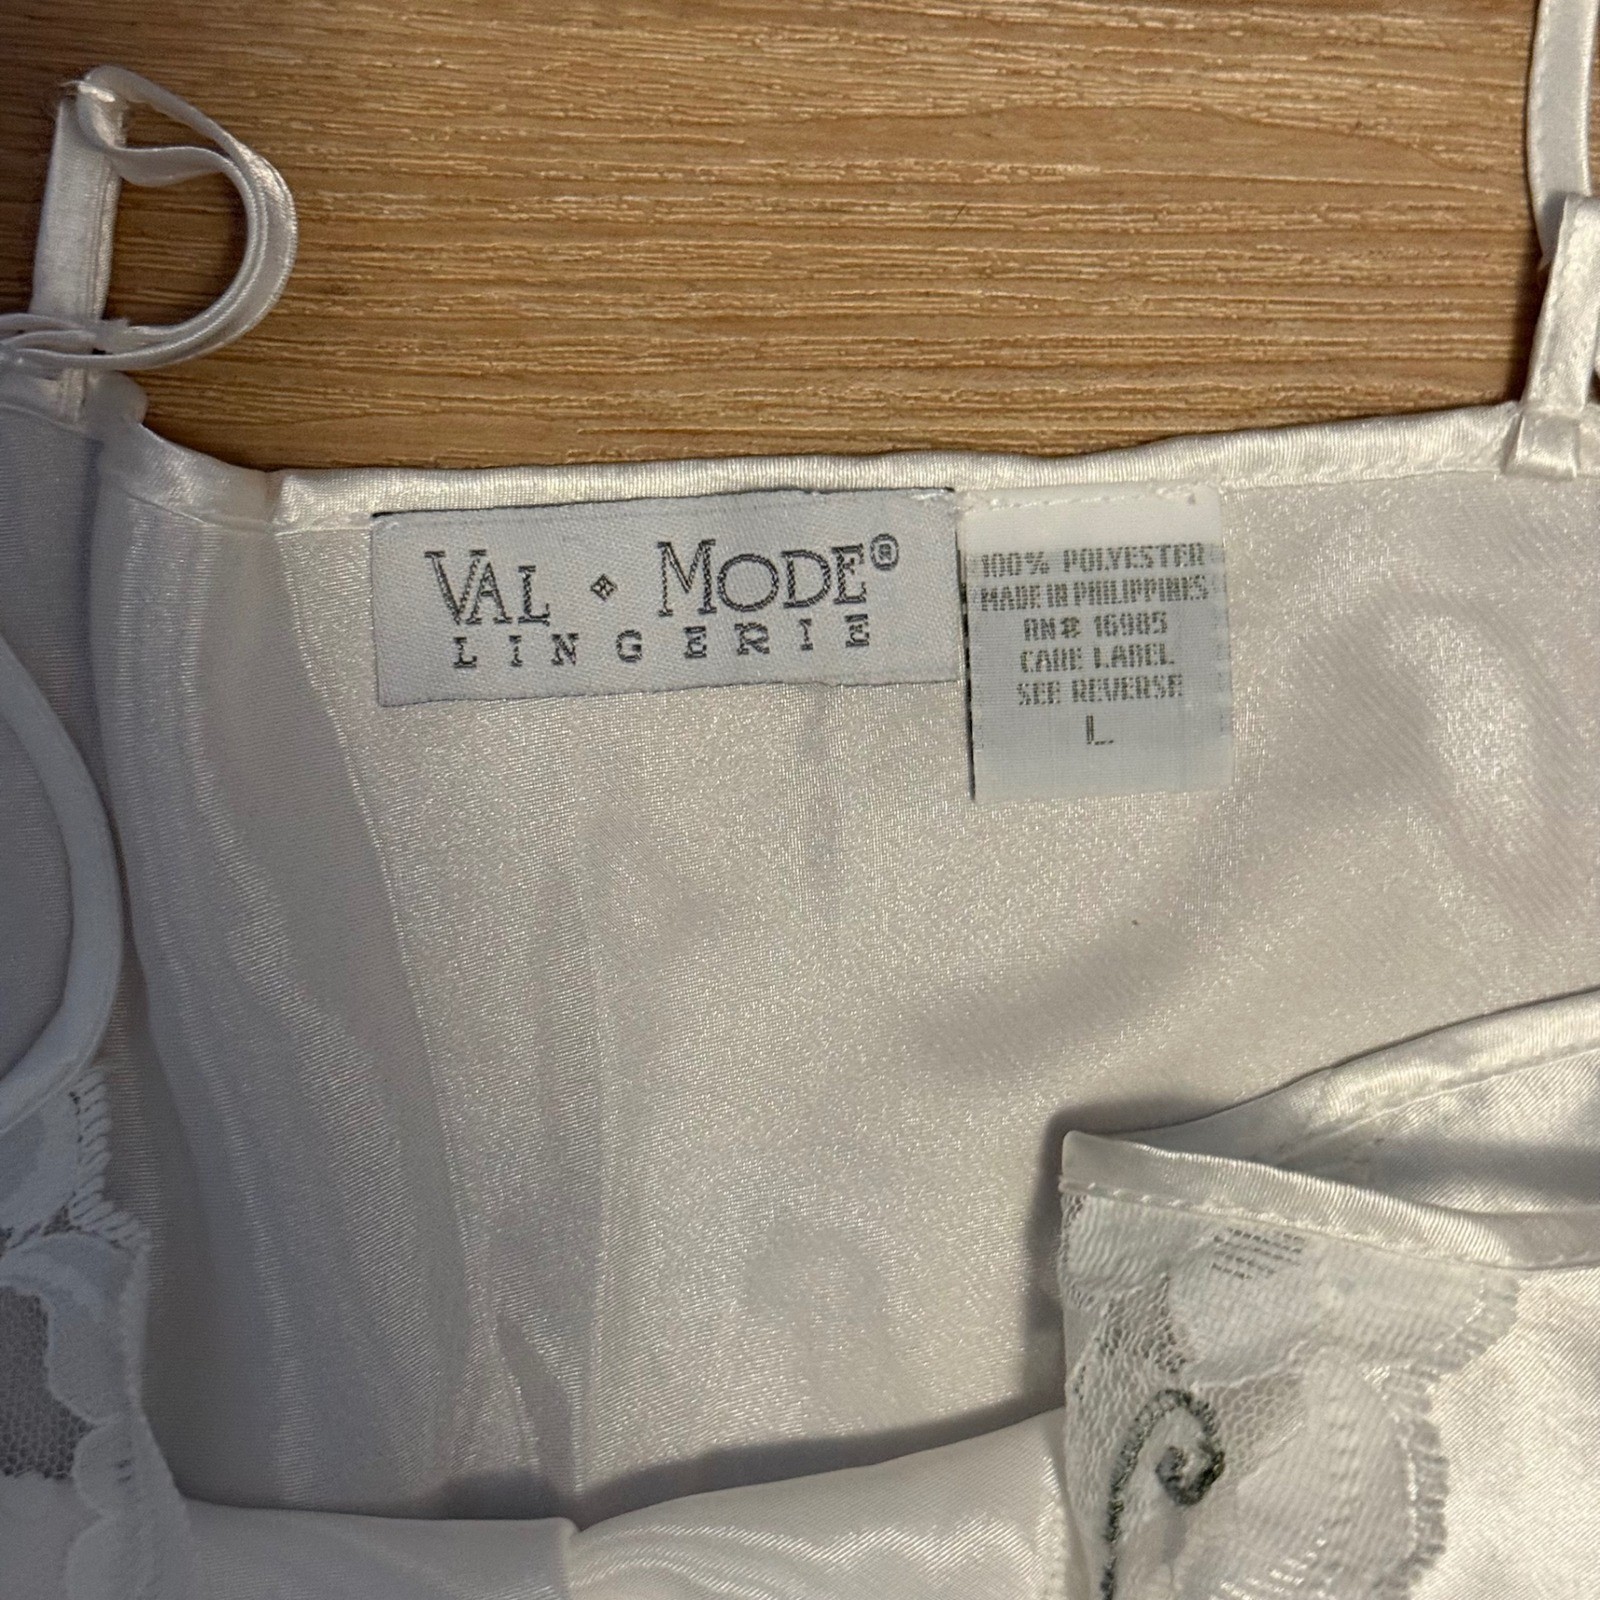 VAL MODE®
LINGERIE
100% POLYESTER
MADE IN PHILIPPINES
RN# 16985
CARE LABEL
SEE REVERSE
L